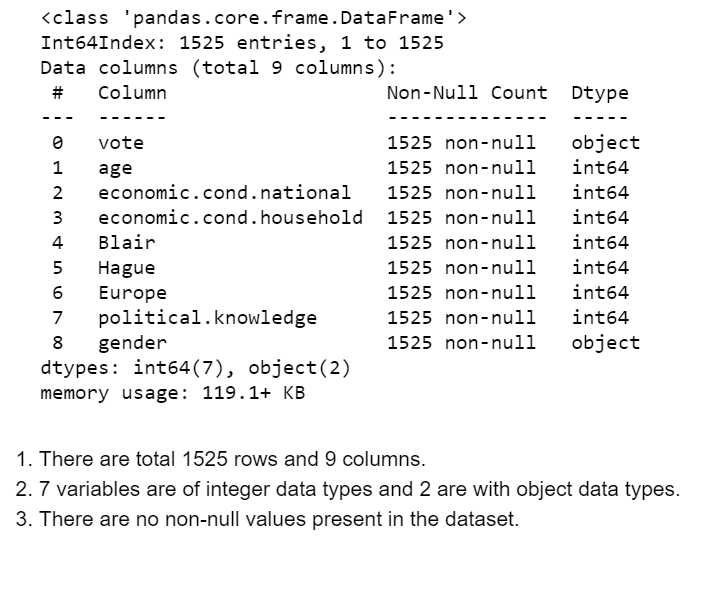 <class 'pandas.core.frame.DataFrame'>
Int64Index: 1525 entries, 1 to 1525
Data columns (total 9 columns):
 #   Column                   Non-Null Count  Dtype
---  ------                   --------------  -----
 0   vote                     1525 non-null   object
 1   age                      1525 non-null   int64
 2   economic.cond.national   1525 non-null   int64
 3   economic.cond.household  1525 non-null   int64
 4   Blair                    1525 non-null   int64
 5   Hague                    1525 non-null   int64
 6   Europe                   1525 non-null   int64
 7   political.knowledge      1525 non-null   int64
 8   gender                   1525 non-null   object
dtypes: int64(7), object(2)
memory usage: 119.1+ KB
1. There are total 1525 rows and 9 columns.
2. 7 variables are of integer data types and 2 are with object data types.
3. There are no non-null values present in the dataset.